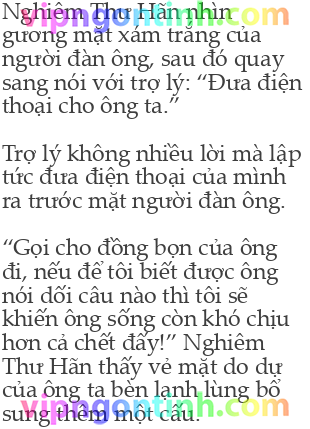 Nghiêm Thư Hãn nhìn
gương mặt xám trắng của
người đàn ông, sau đó quay
sang nói với trợ lý: “Đưa điện
thoại cho ông ta.”
Trợ lý không nhiều lời mà lập
tức đưa điện thoại của mình
ra trước mặt người đàn ông.
“Gọi cho đồng bọn của ông
đi, nếu để tôi biết được ông
nói dối câu nào thì tôi sẽ
khiến ông sống còn khó chịu
hơn cả chết đấy!” Nghiêm
Thư Hãn thấy vẻ mặt do dự
của ông ta bèn lạnh lùng bổ
sung thêm một câu.
vipngontinh.com
vipngontinh.com